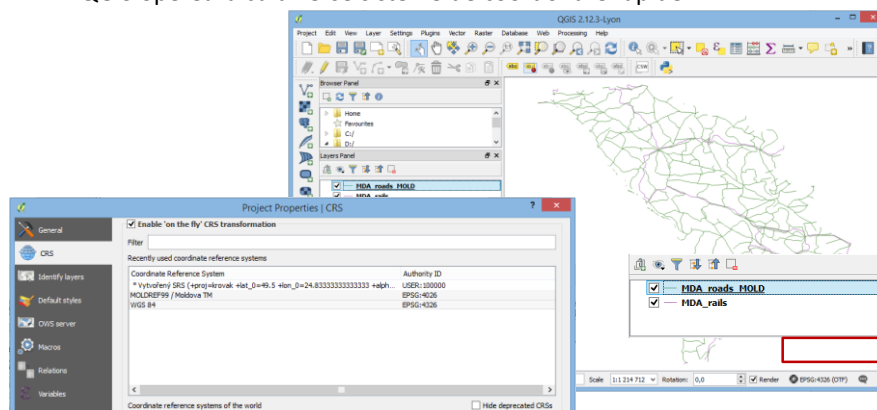 QGIS 2.12.3-Lyon
Project Edit View Layer Settings Plugins Vector Raster Database Web Processing Help
Browser Panel
Home
Favourites
C:/
D:/
Layers Panel
MDA_roads_MOLD
MDA_rails
Project Properties | CRS
General
CRS
Identify layers
Default styles
OWS server
Macros
Relations
Variables
Enable 'on the fly' CRS transformation
Filter
Recently used coordinate reference systems
Coordinate Reference System Authority ID
* Vytvořený SRS (+proj=krovak +lat_0=49.5 +lon_0=24.83333333333333 +alph... USER:100000
MOLDREF99 / Moldova TM EPSG:4026
WGS 84 EPSG:4326
Coordinate reference systems of the world Hide deprecated CRSs
MDA_roads_MOLD
MDA_rails
Scale 1:1 214 712 Rotation: 0,0 Render EPSG:4326 (OTF)